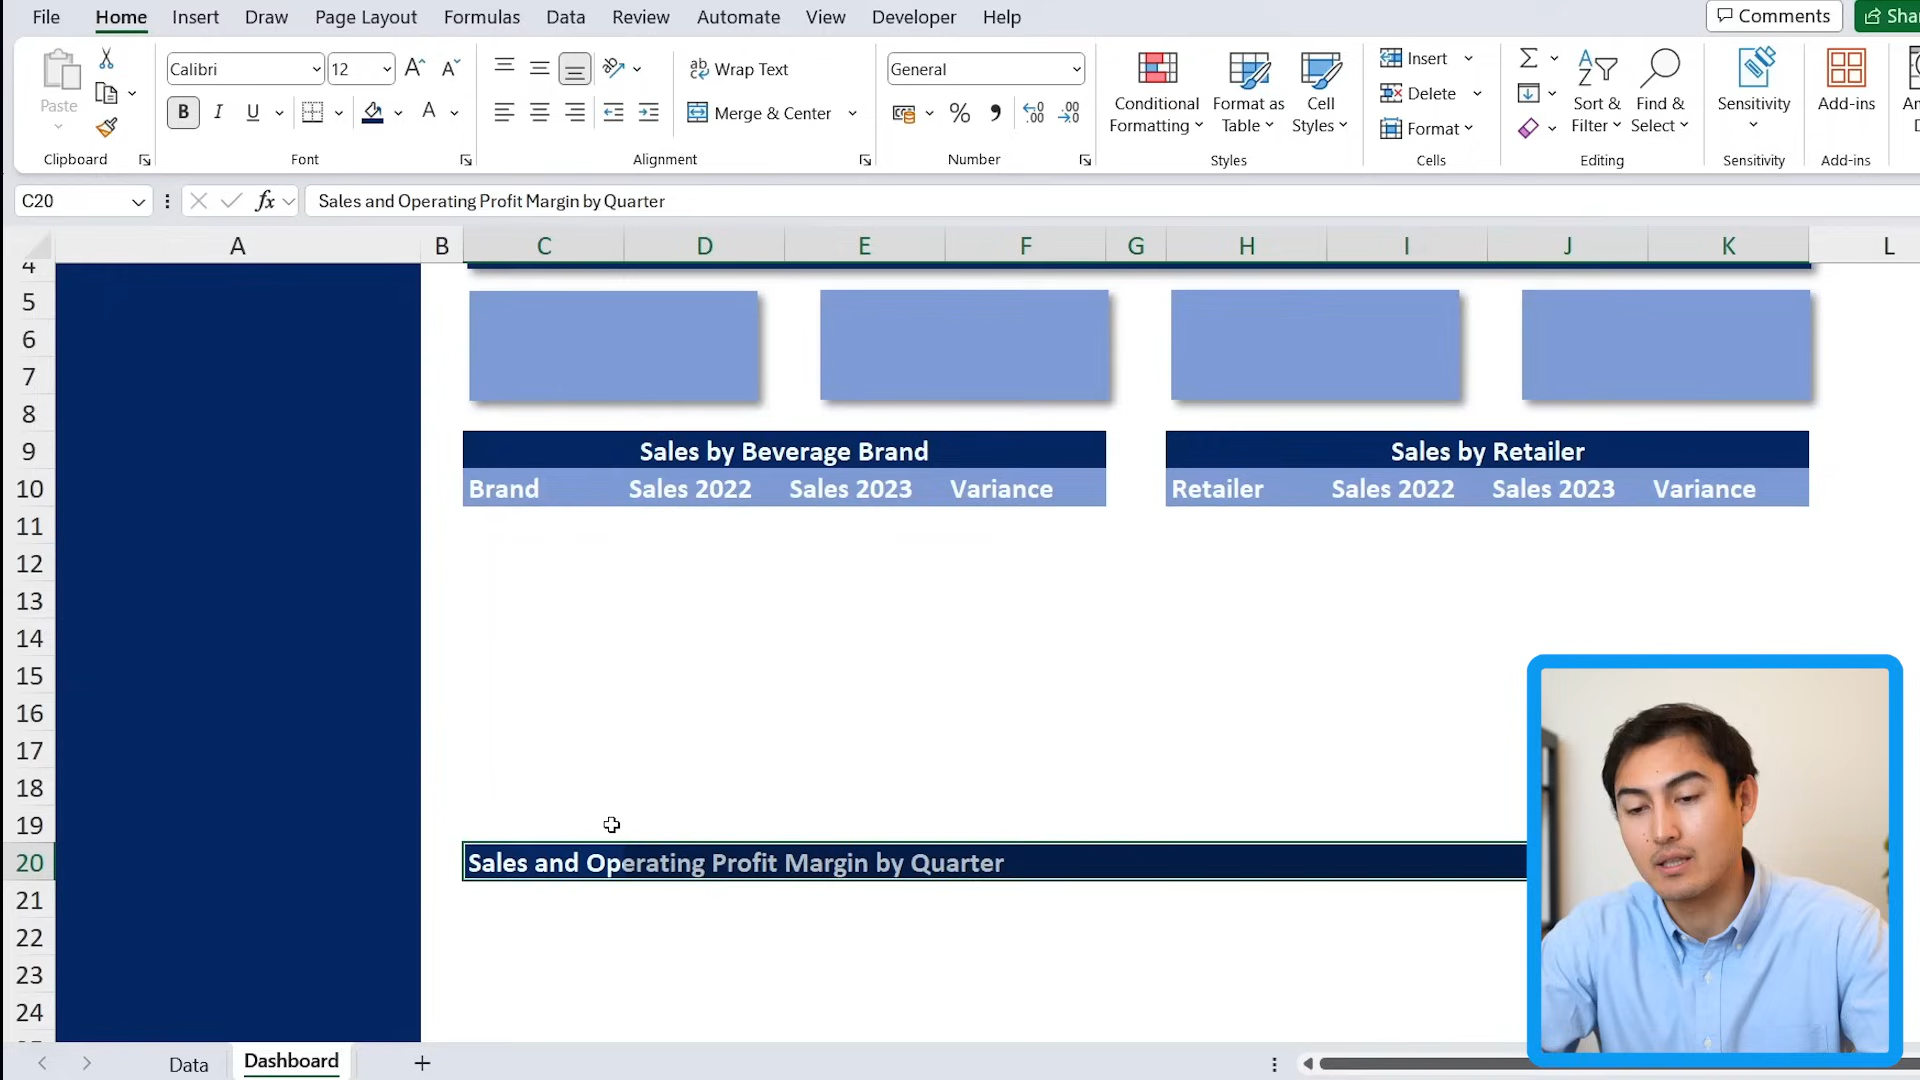 File Home Insert Draw Page Layout Formulas Data Review Automate View Developer Help Comments
Calibri 12 Wrap Text General Insert
Paste B I U A Merge & Center % Conditional Formatting Format as Table Cell Styles Delete Sort & Filter Find & Select Sensitivity Add-ins
Format
Clipboard Font Alignment Number Styles Cells Editing Sensitivity Add-ins
C20 fx Sales and Operating Profit Margin by Quarter
A B C D E F G H I J K L
4
5
6
7
8
9 Sales by Beverage Brand Sales by Retailer
10 Brand Sales 2022 Sales 2023 Variance Retailer Sales 2022 Sales 2023 Variance
11
12
13
14
15
16
17
18
19
20 Sales and Operating Profit Margin by Quarter
21
22
23
24
Data Dashboard